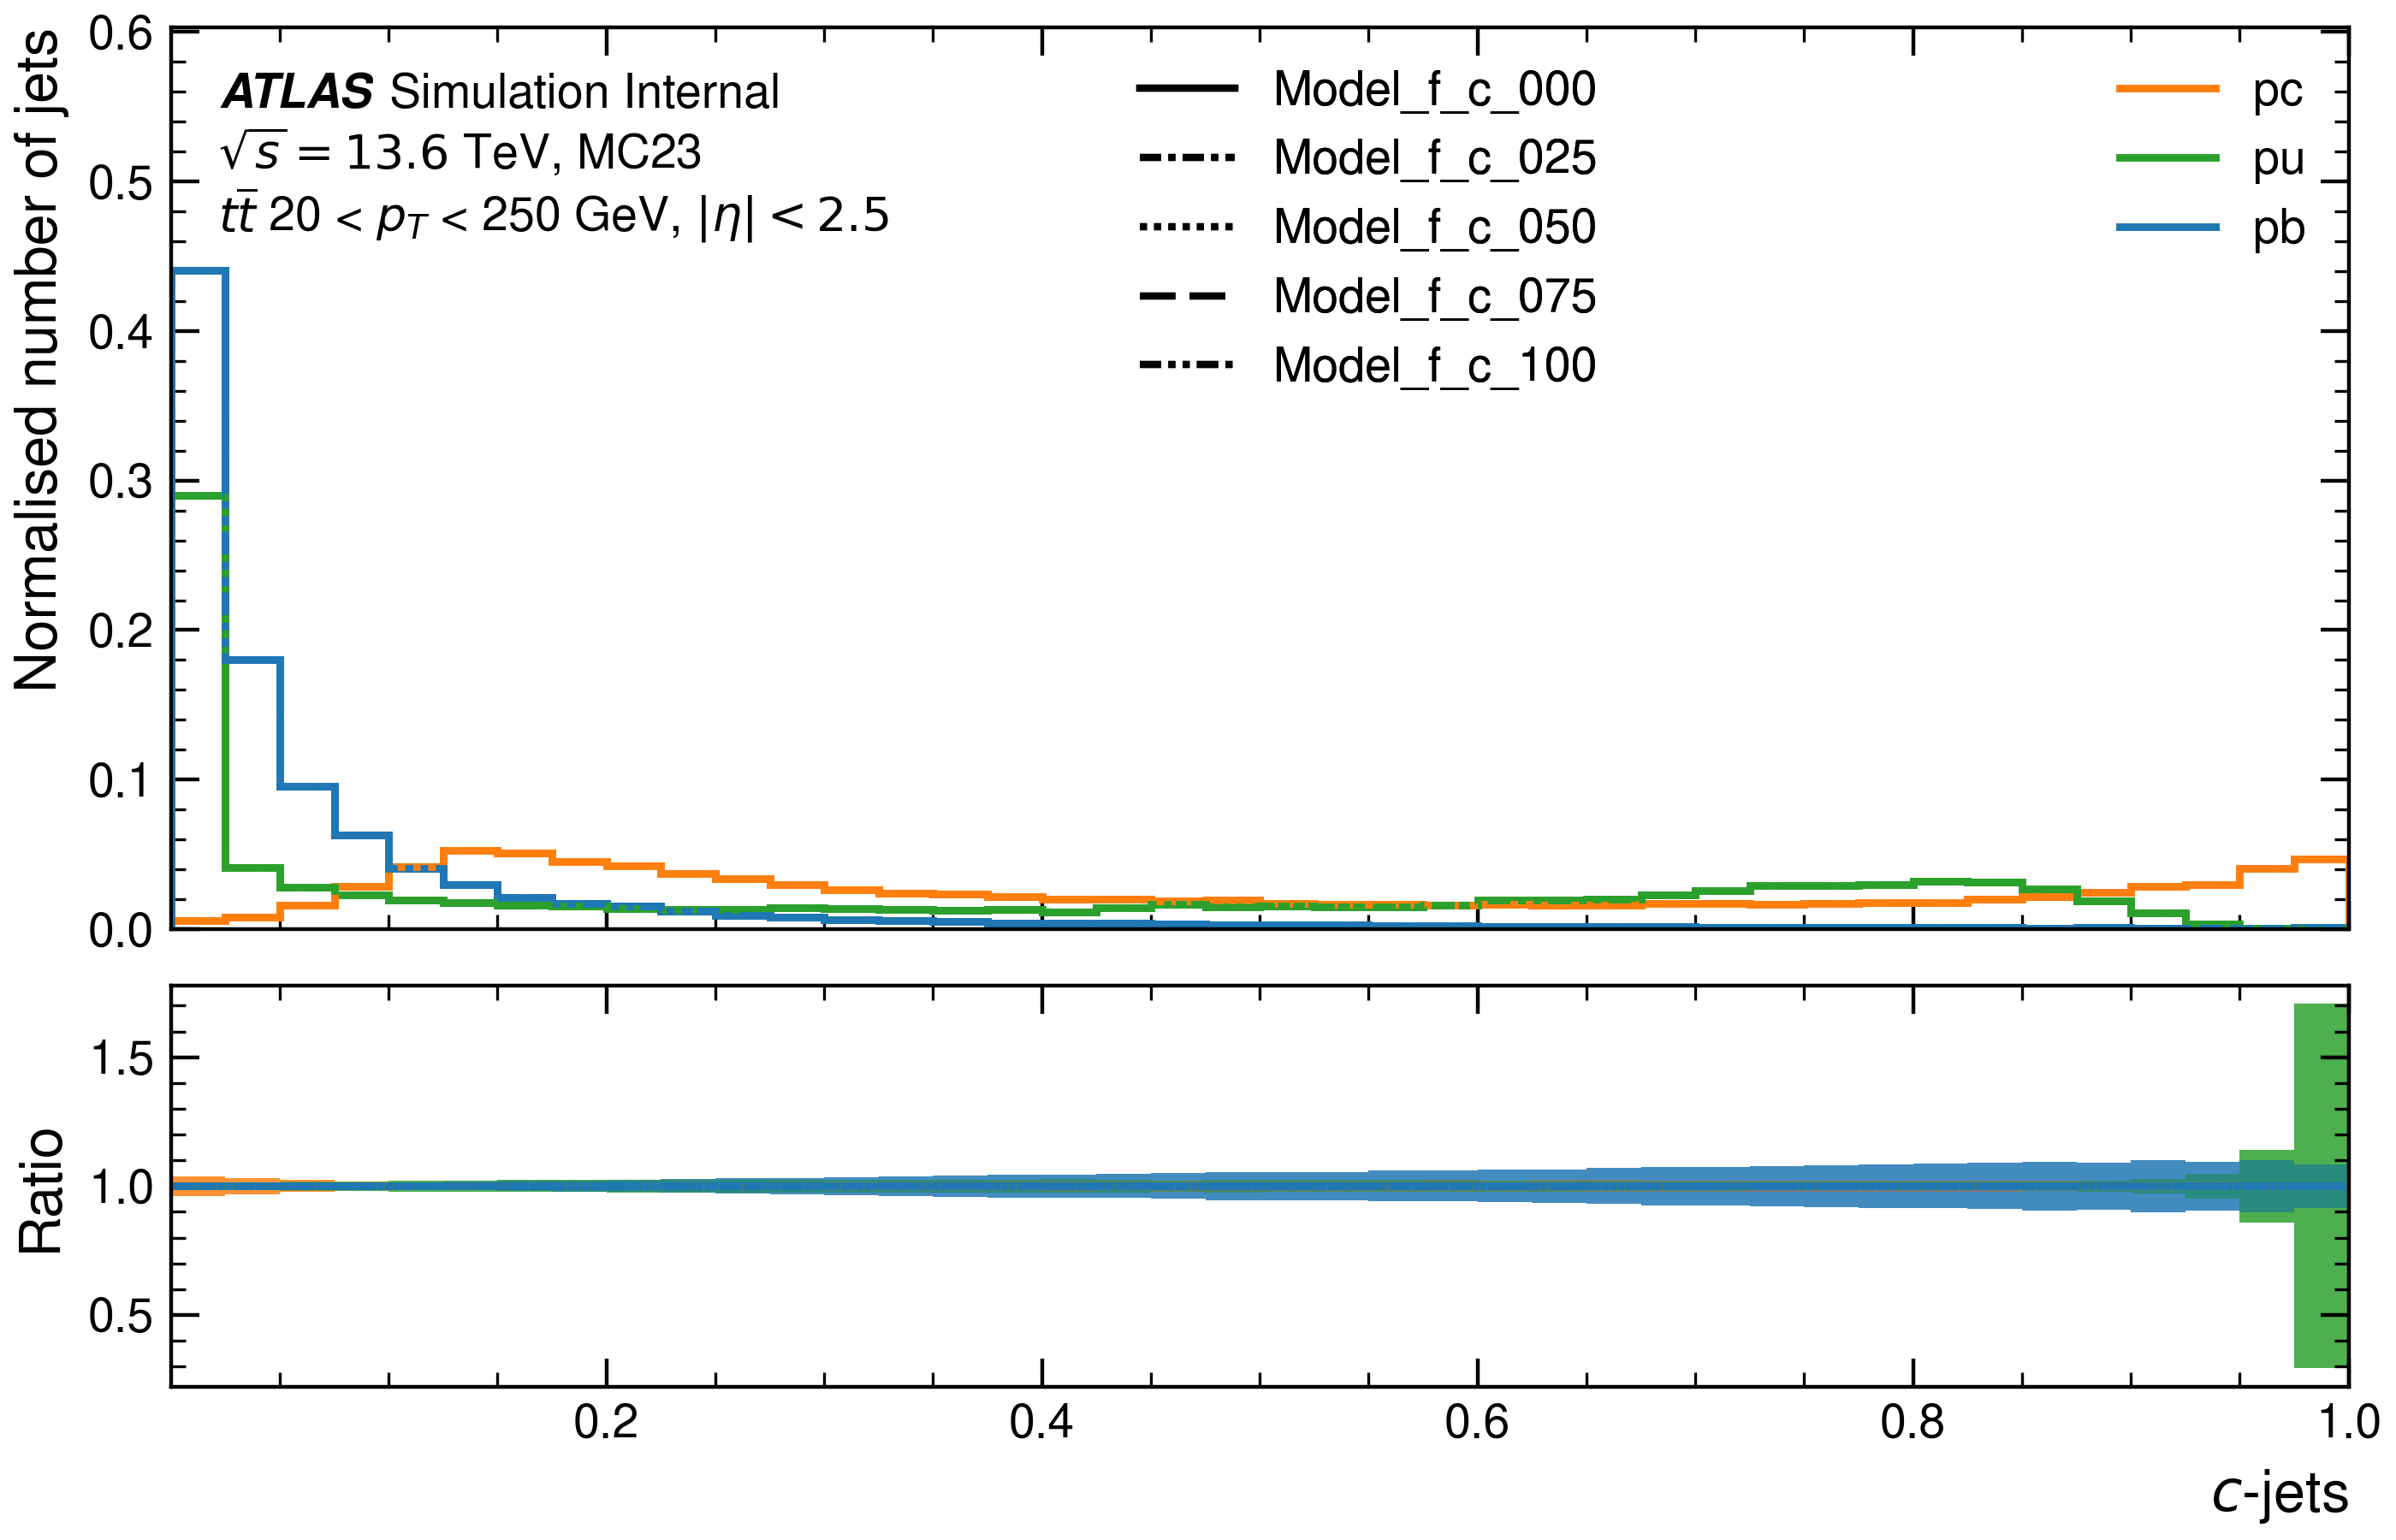 Normalised number of jets
0.6
0.5
0.4
0.3
0.2
0.1
0.0
ATLAS Simulation Internal
√s = 13.6 TeV, MC23
tt̅ 20 < p_T < 250 GeV, |η| < 2.5
Model_f_c_000
Model_f_c_025
Model_f_c_050
Model_f_c_075
Model_f_c_100
pc
pu
pb
Ratio
1.5
1.0
0.5
0.2 0.4 0.6 0.8 1.0
c-jets